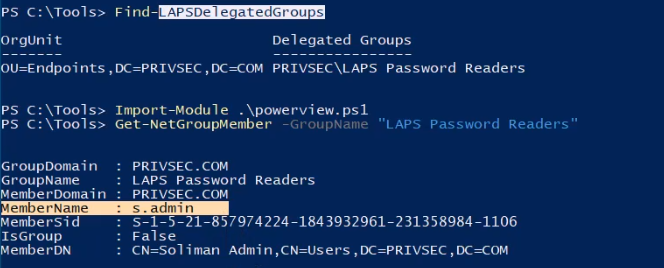 PS C:\Tools> Find-LAPSDelegatedGroups
OrgUnit Delegated Groups
------- ----------------
OU=Endpoints,DC=PRIVSEC,DC=COM PRIVSEC\LAPS Password Readers
PS C:\Tools> Import-Module .\powerview.ps1
PS C:\Tools> Get-NetGroupMember -GroupName "LAPS Password Readers"
GroupDomain : PRIVSEC.COM
GroupName : LAPS Password Readers
MemberDomain : PRIVSEC.COM
MemberName : s.admin
MemberSid : S-1-5-21-857974224-1843932961-231358984-1106
IsGroup : False
MemberDN : CN=Soliman Admin,CN=Users,DC=PRIVSEC,DC=COM